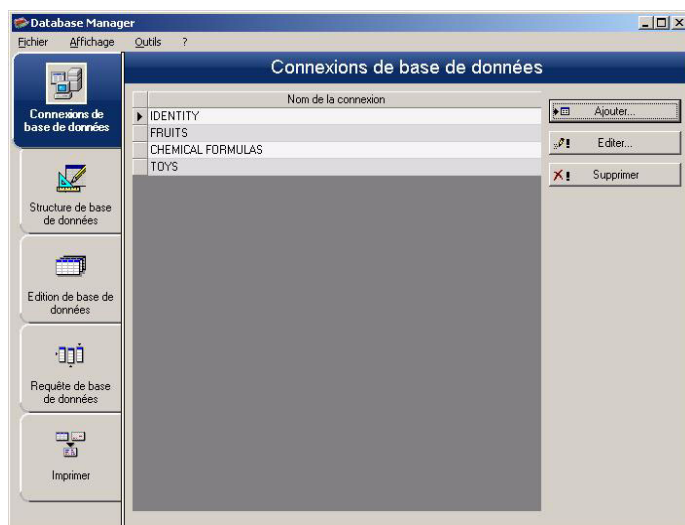 Database Manager
Fichier Affichage Outils ?
Connexions de base de données
Connexions de
base de données
Structure de base
de données
Edition de base de
données
Requête de base
de données
Imprimer
Nom de la connexion
IDENTITY
FRUITS
CHEMICAL FORMULAS
TOYS
Ajouter...
Editer...
Supprimer